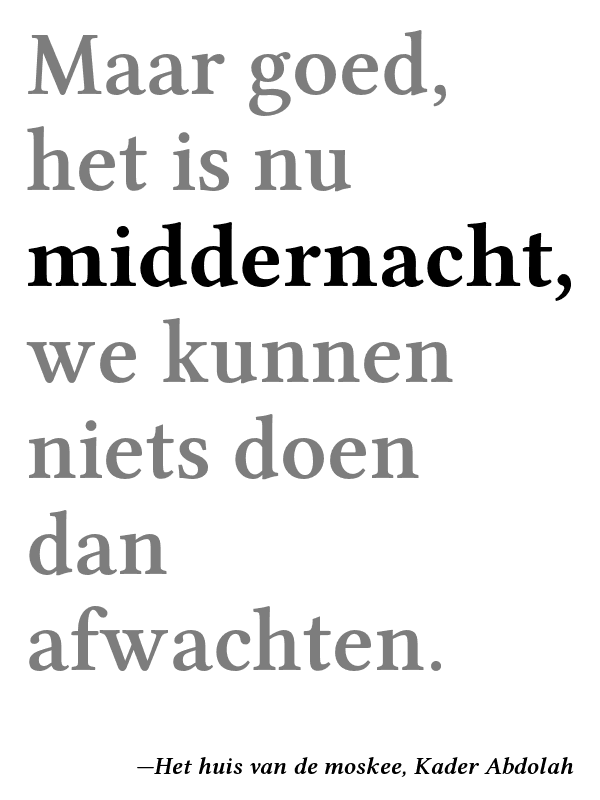 Maar goed,
het is nu
middernacht,
we kunnen
niets doen
dan
afwachten.
—Het huis van de moskee, Kader Abdolah